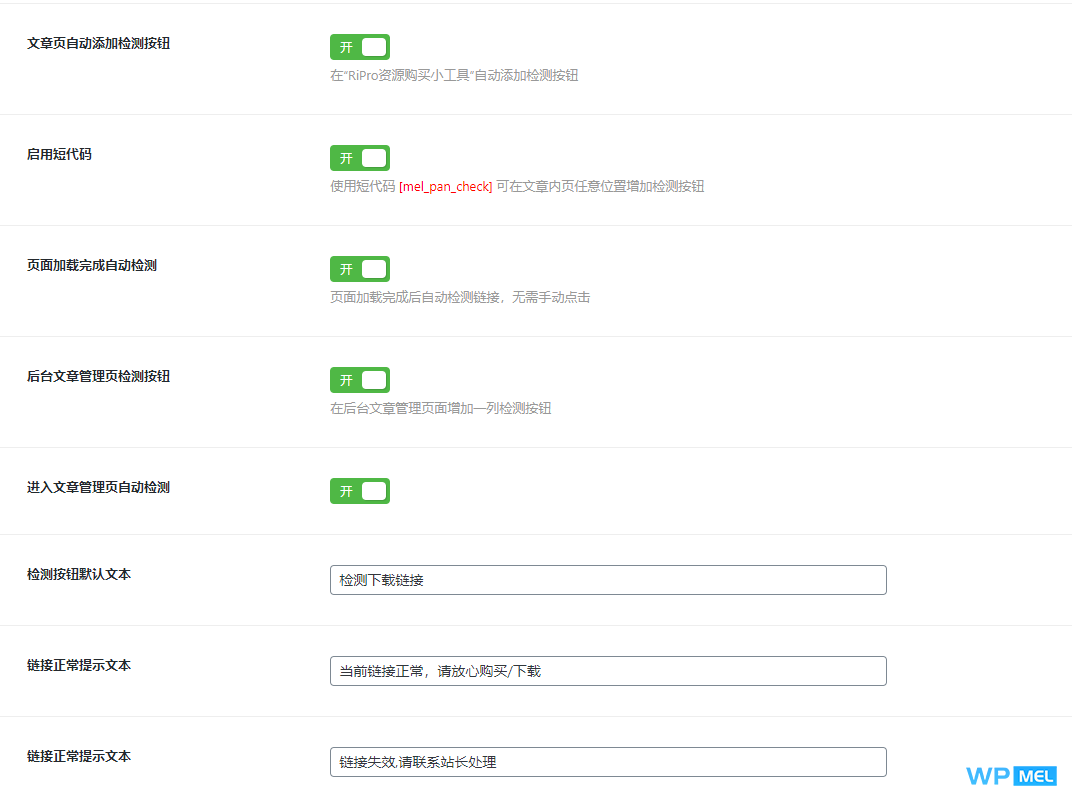 文章页自动添加检测按钮
开
在“RiPro资源购买小工具”自动添加检测按钮
启用短代码
开
使用短代码 [mel_pan_check] 可在文章内页任意位置增加检测按钮
页面加载完成自动检测
开
页面加载完成后自动检测链接，无需手动点击
后台文章管理页检测按钮
开
在后台文章管理页面增加一列检测按钮
进入文章管理页自动检测
开
检测按钮默认文本
检测下载链接
链接正常提示文本
当前链接正常，请放心购买/下载
链接正常提示文本
链接失效,请联系站长处理
WP MEL